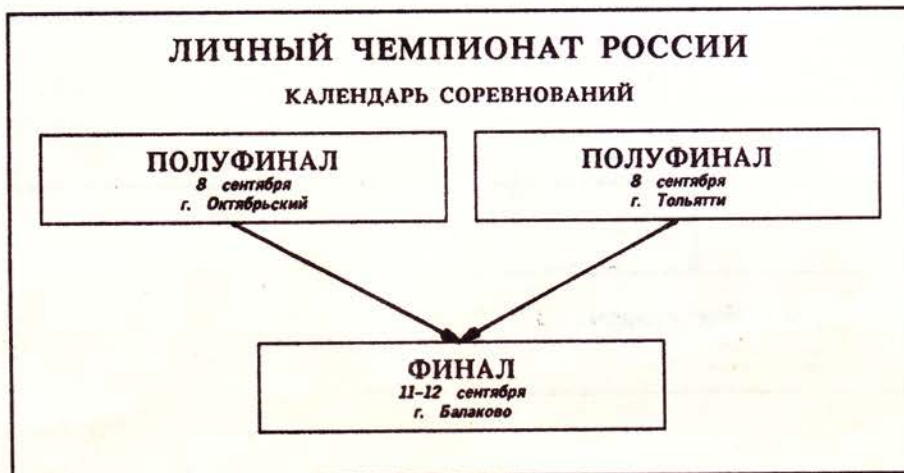 ЛИЧНЫЙ ЧЕМПИОНАТ РОССИИ
КАЛЕНДАРЬ СОРЕВНОВАНИЙ
ПОЛУФИНАЛ
8 сентября
г. Октябрьский
ПОЛУФИНАЛ
8 сентября
г. Тольятти
ФИНАЛ
11–12 сентября
г. Балаково